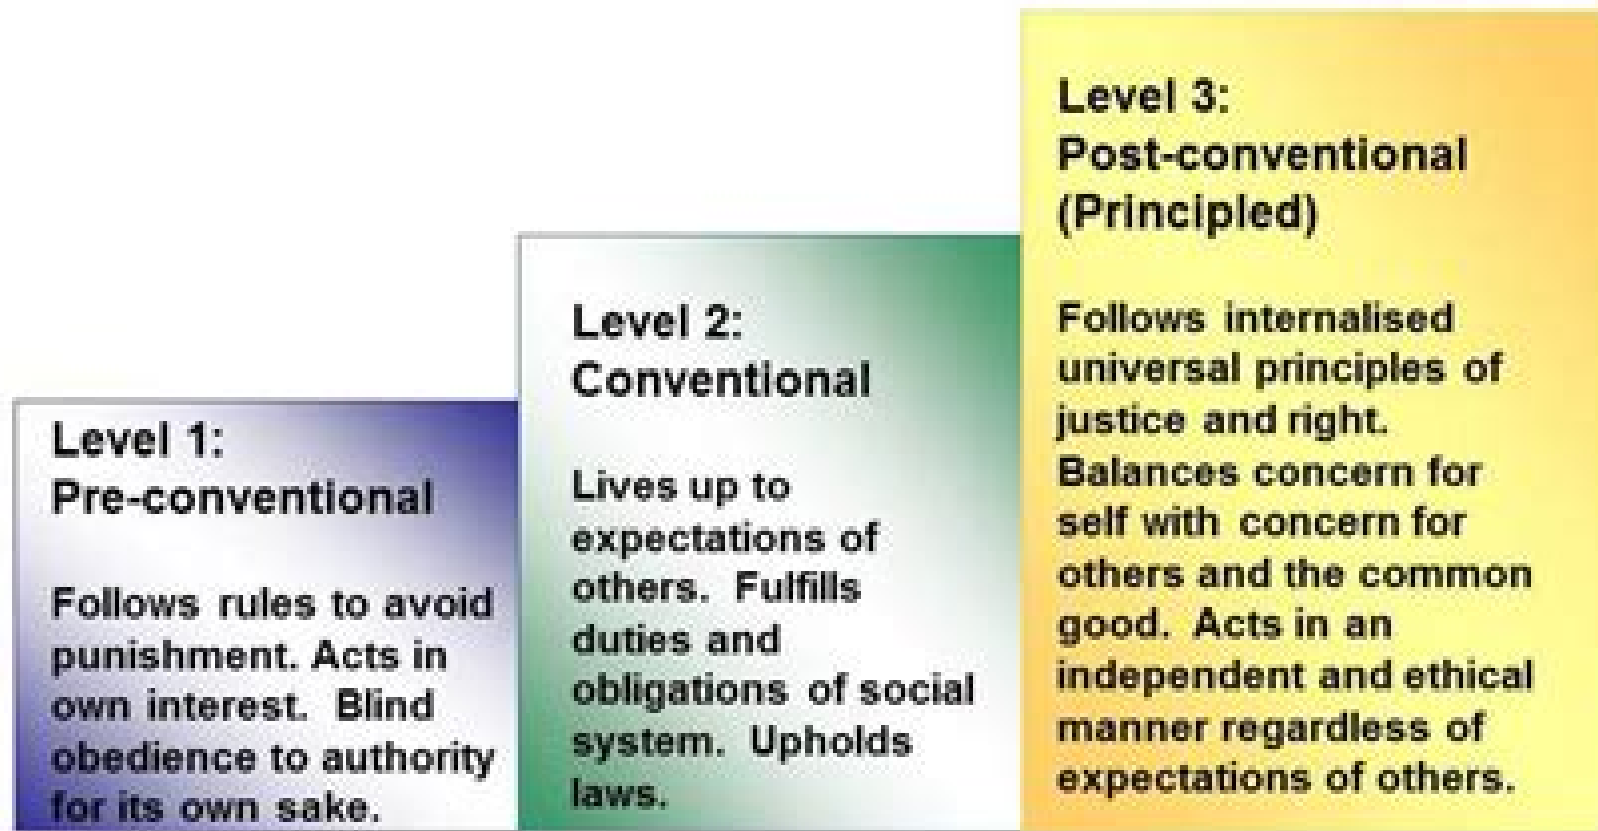 Level 1:
Pre-conventional
Follows rules to avoid
punishment. Acts in
own interest. Blind
obedience to authority
for its own sake.
Level 2:
Conventional
Lives up to
expectations of
others. Fulfills
duties and
obligations of social
system. Upholds
laws.
Level 3:
Post-conventional
(Principled)
Follows internalised
universal principles of
justice and right.
Balances concern for
self with concern for
others and the common
good. Acts in an
independent and ethical
manner regardless of
expectations of others.